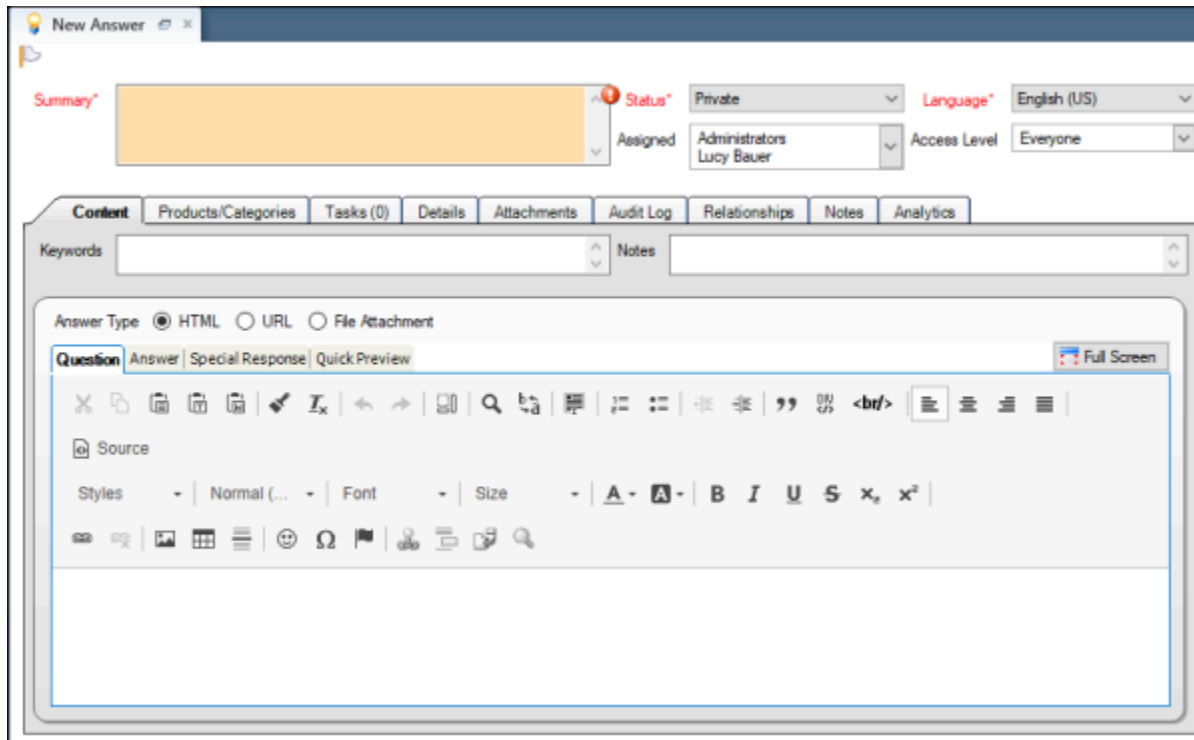 New Answer
Summary* Status* Private Language* English (US)
Assigned Administrators Access Level Everyone
Lucy Bauer
Content Products/Categories Tasks (0) Details Attachments Audit Log Relationships Notes Analytics
Keywords Notes
Answer Type HTML URL File Attachment
Question Answer Special Response Quick Preview Full Screen
<br/>
Source
Styles Normal (... Font Size A A B I U S x₂ x²
Ω